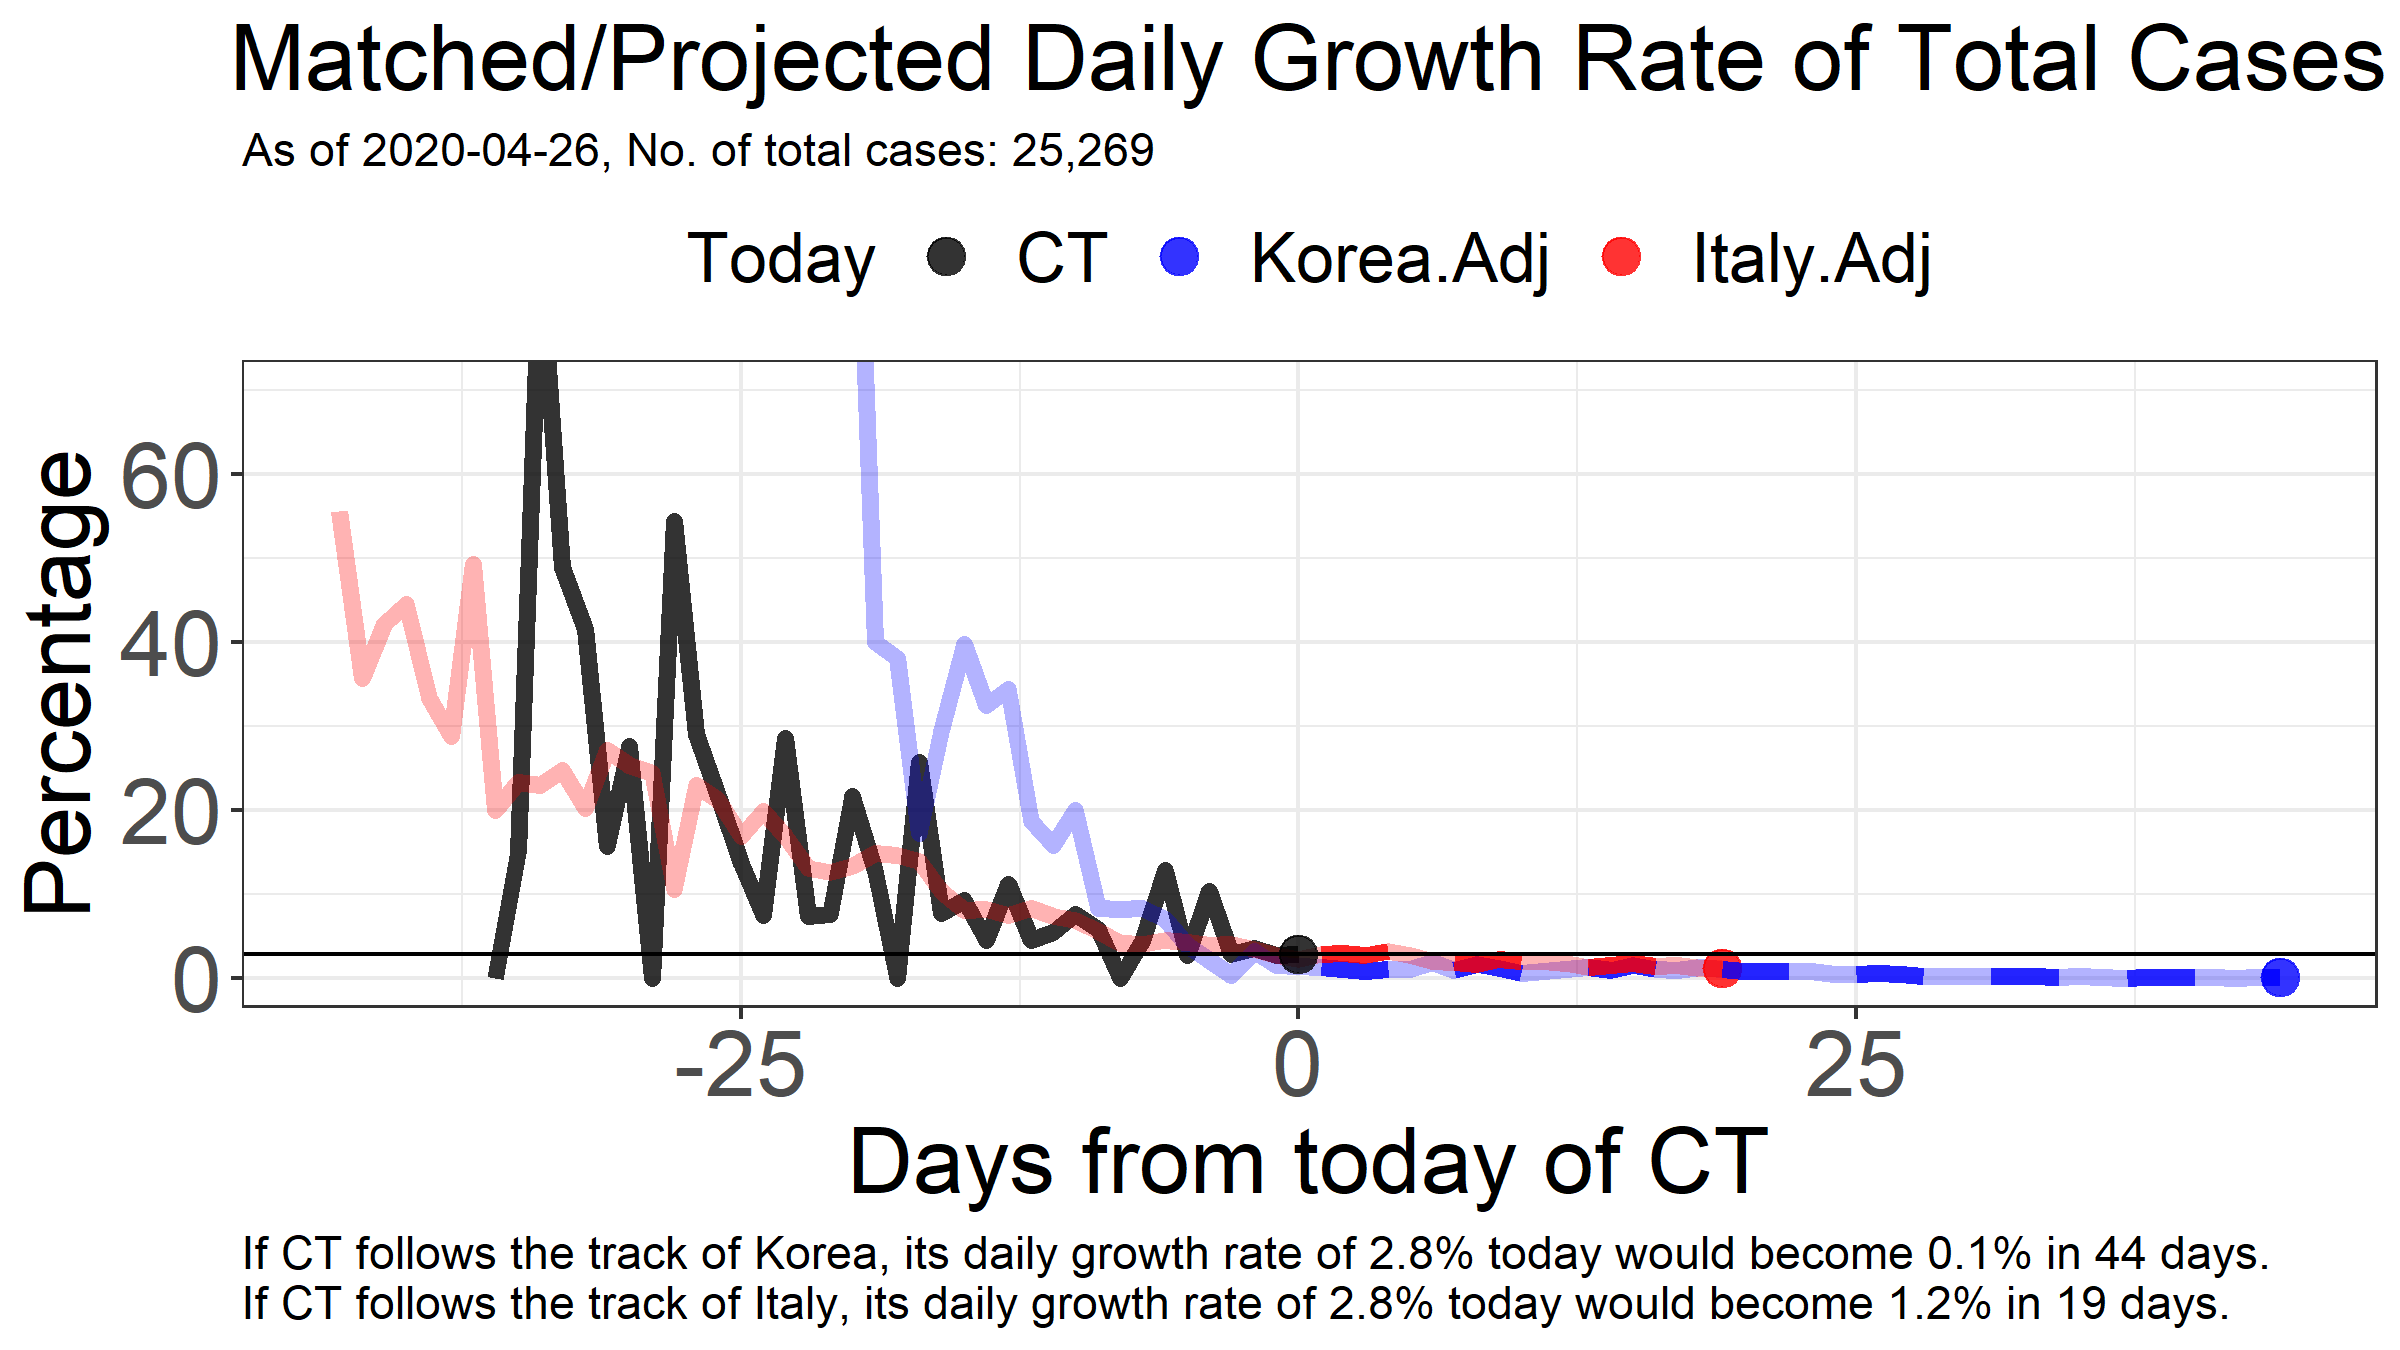 Matched/Projected Daily Growth Rate of Total Cases
As of 2020-04-26, No. of total cases: 25,269
Today CT Korea.Adj Italy.Adj
Percentage
60
40
20
0
-25 0 25
Days from today of CT
If CT follows the track of Korea, its daily growth rate of 2.8% today would become 0.1% in 44 days.
If CT follows the track of Italy, its daily growth rate of 2.8% today would become 1.2% in 19 days.